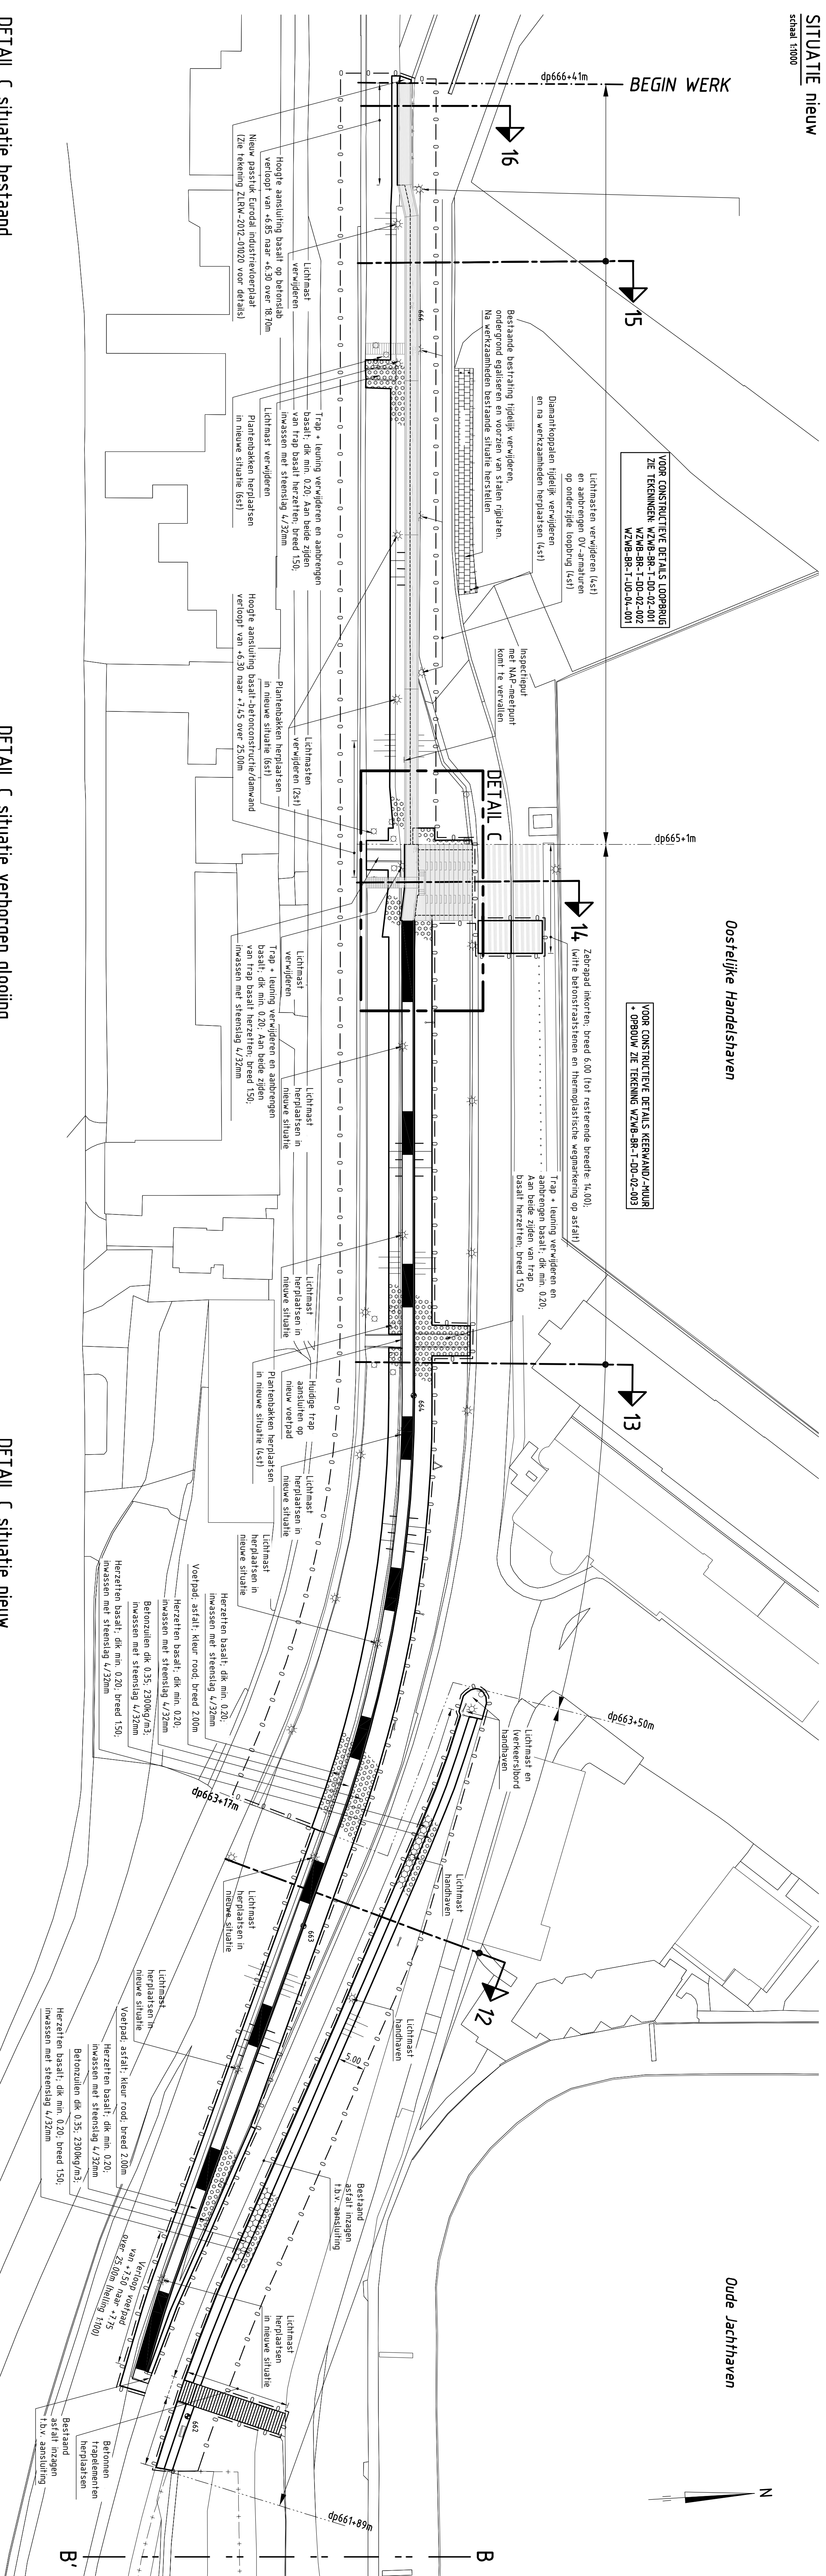 SITUATIE nieuw
schaal 1:1000
BEGIN WERK
dp666+41m
16
15
VOOR CONSTRUCTIEVE DETAILS LOOPBRUG
ZIE TEKENINGEN: WZWB-BR-T-DO-02-001
WZWB-BR-T-DO-02-002
WZWB-BR-T-UO-04-001
Lichtmasten verwijderen (4st)
en aanbrengen OV-armaturen
op onderzijde loopbrug (4st)
Diamantkoppalen tijdelijk verwijderen
en na werkzaamheden herplaatsen (4st)
Bestaande bestrating tijdelijk verwijderen,
ondergrond egaliseren en voorzien van stalen rijplaten.
Na werkzaamheden bestaande situatie herstellen
Inspectieput
met NAP-meetpunt
komt te vervallen
666
Lichtmast
verwijderen
Hoogte aansluiting basalt op betonslab
verloopt van +6.85 naar +6.30 over 18.70m
Nieuw passtuk Eurodal industrievloerplaat
(Zie tekening ZLRW-2012-01020 voor details)
Trap + leuning verwijderen en aanbrengen
basalt; dik min. 0.20; Aan beide zijden
van trap basalt herzetten; breed 1.50;
inwassen met steenslag 4/32mm
Lichtmast verwijderen
Plantenbakken herplaatsen
in nieuwe situatie (6st)
Lichtmasten
verwijderen (2st)
Plantenbakken herplaatsen
in nieuwe situatie (6st)
Hoogte aansluiting basalt-betonconstructie/damwand
verloopt van +6.30 naar +7.45 over 25.00m
DETAIL C
dp665+1m
14
Oostelijke Handelshaven
VOOR CONSTRUCTIEVE DETAILS KEERWAND/-MUUR
+ OPBOUW ZIE TEKENING WZWB-BR-T-DO-02-003
Zebrapad inkorten; breed 6.00 (tot resterende breedte: 14.00);
(witte betonstraatstenen en thermoplastische wegmarkering op asfalt)
Trap + leuning verwijderen en
aanbrengen basalt; dik min. 0.20;
Aan beide zijden van trap
basalt herzetten; breed 1.50
Lichtmast
verwijderen
Trap + leuning verwijderen en aanbrengen
basalt; dik min. 0.20; Aan beide zijden
van trap basalt herzetten; breed 1.50;
inwassen met steenslag 4/32mm
Lichtmast
herplaatsen in
nieuwe situatie
Lichtmast
herplaatsen in
nieuwe situatie
13
664
Huidige trap
aansluiten op
nieuw voetpad
Plantenbakken herplaatsen
in nieuwe situatie (4st)
Lichtmast
herplaatsen in
nieuwe situatie
Lichtmast
herplaatsen in
nieuwe situatie
Herzetten basalt; dik min. 0.20;
inwassen met steenslag 4/32mm
Voetpad; asfalt; kleur rood; breed 2.00m
Herzetten basalt; dik min. 0.20;
inwassen met steenslag 4/32mm
Betonzuilen dik 0.35; 2300kg/m3;
inwassen met steenslag 4/32mm
Herzetten basalt; dik min. 0.20; breed 1.50;
inwassen met steenslag 4/32mm
dp663+50m
dp663+17m
Lichtmast en
(verkeers)bord
handhaven
Lichtmast
handhaven
12
663
Lichtmast
herplaatsen in
nieuwe situatie
Lichtmast
handhaven
5.00
Lichtmast
herplaatsen in
nieuwe situatie
Voetpad; asfalt; kleur rood; breed 2.00m
Herzetten basalt; dik min. 0.20;
inwassen met steenslag 4/32mm
Betonzuilen dik 0.35; 2300kg/m3;
inwassen met steenslag 4/32mm
Herzetten basalt; dik min. 0.20; breed 1.50;
inwassen met steenslag 4/32mm
Bestaand
asfalt inzagen
t.b.v. aansluiting
Verloop voetpad
van +7.50 naar +7.75
over 25.00m (helling 1:100)
Lichtmast
herplaatsen
in nieuwe situatie
Oude Jachthaven
662
Betonnen
trapelementen
herplaatsen
Bestaand
asfalt inzagen
t.b.v. aansluiting
dp661+89m
N
B
B'
DETAIL C situatie bestaand
DETAIL C situatie verborgen glooiing
DETAIL C situatie nieuw